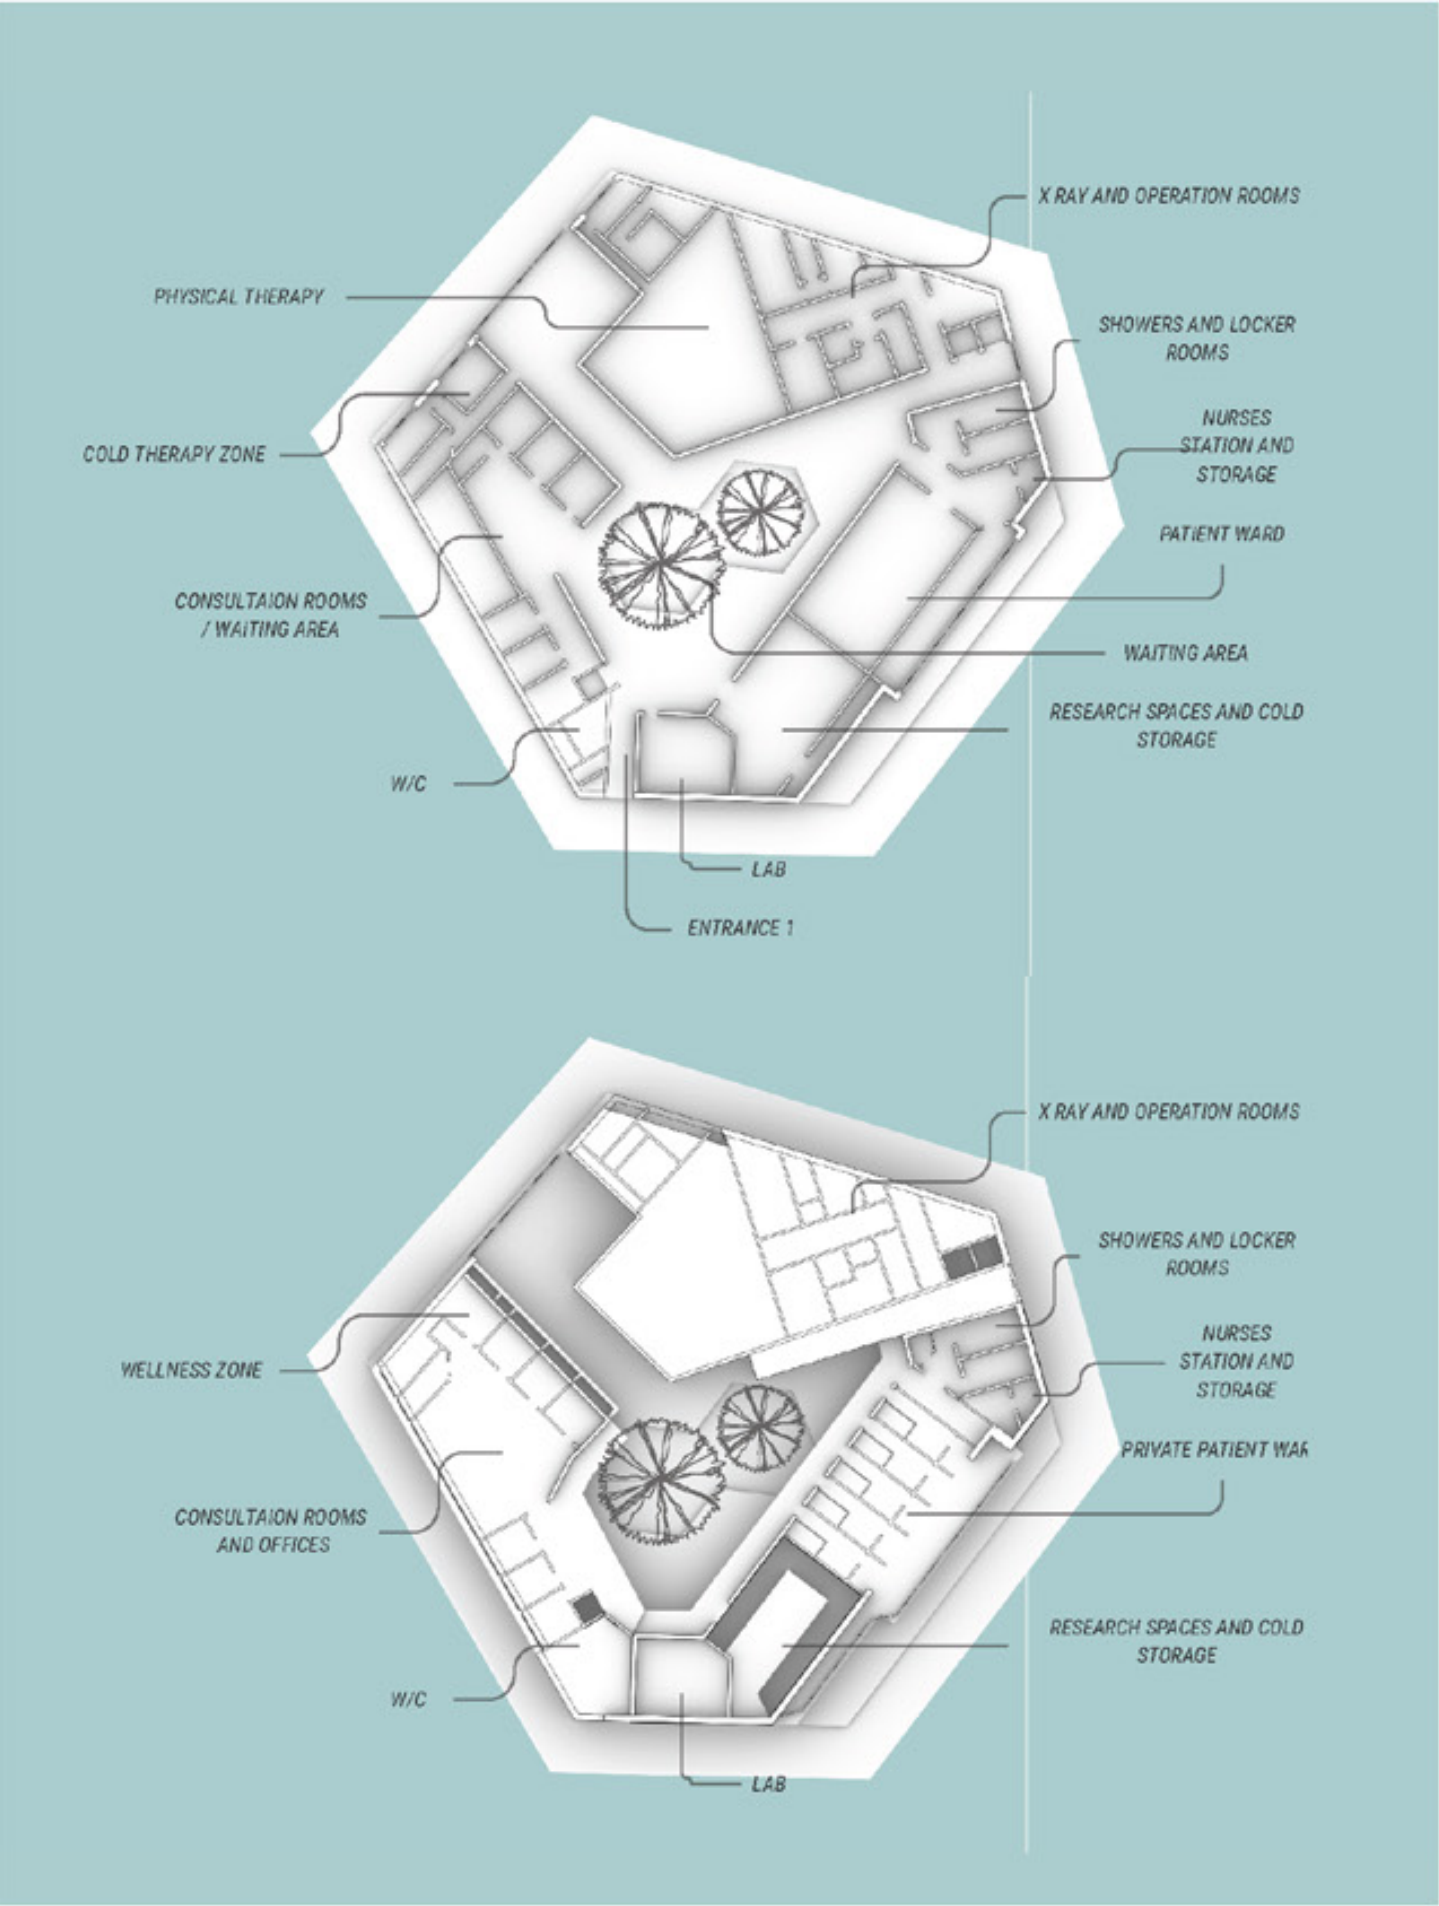 X RAY AND OPERATION ROOMS
PHYSICAL THERAPY
SHOWERS AND LOCKER
ROOMS
NURSES
STATION AND
STORAGE
COLD THERAPY ZONE
PATIENT WARD
CONSULTAION ROOMS
/ WAITING AREA
WAITING AREA
RESEARCH SPACES AND COLD
STORAGE
W/C
LAB
ENTRANCE 1
X RAY AND OPERATION ROOMS
SHOWERS AND LOCKER
ROOMS
NURSES
STATION AND
STORAGE
WELLNESS ZONE
PRIVATE PATIENT WAR
CONSULTAION ROOMS
AND OFFICES
RESEARCH SPACES AND COLD
STORAGE
W/C
LAB